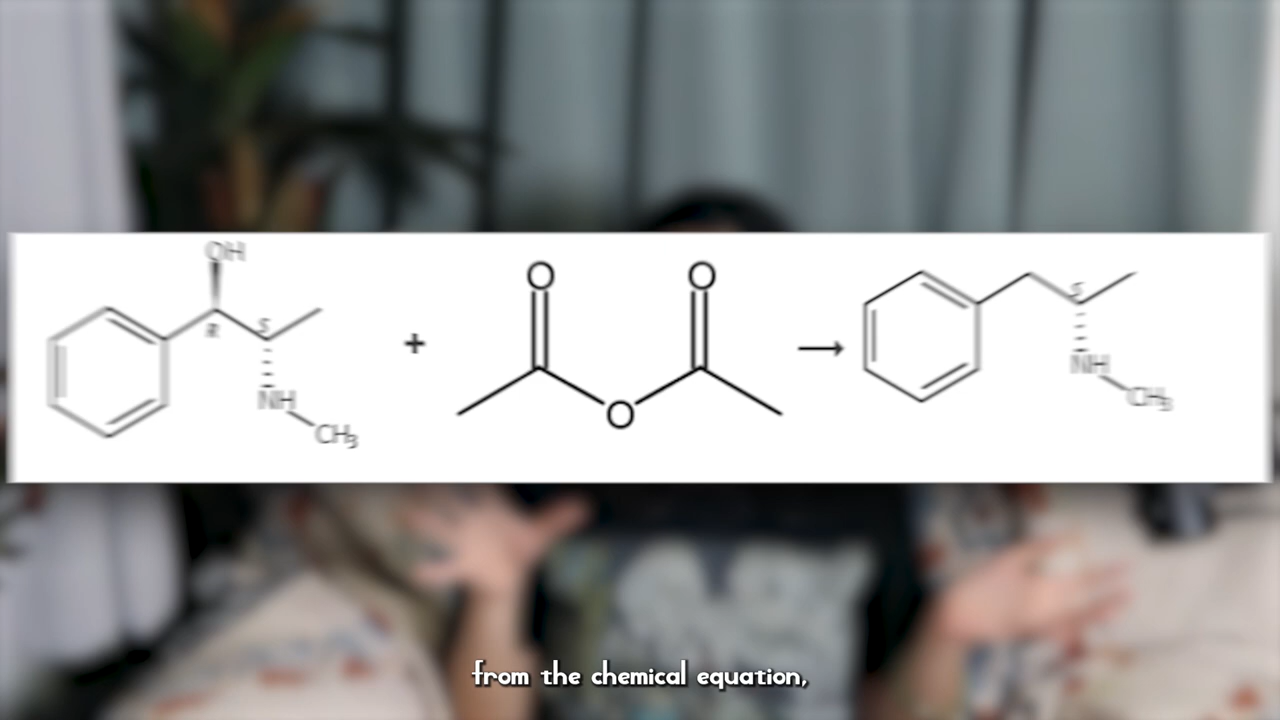 OH
R S
NH
CH3
+
O O
O
→
S
NH
CH3
from the chemical equation,